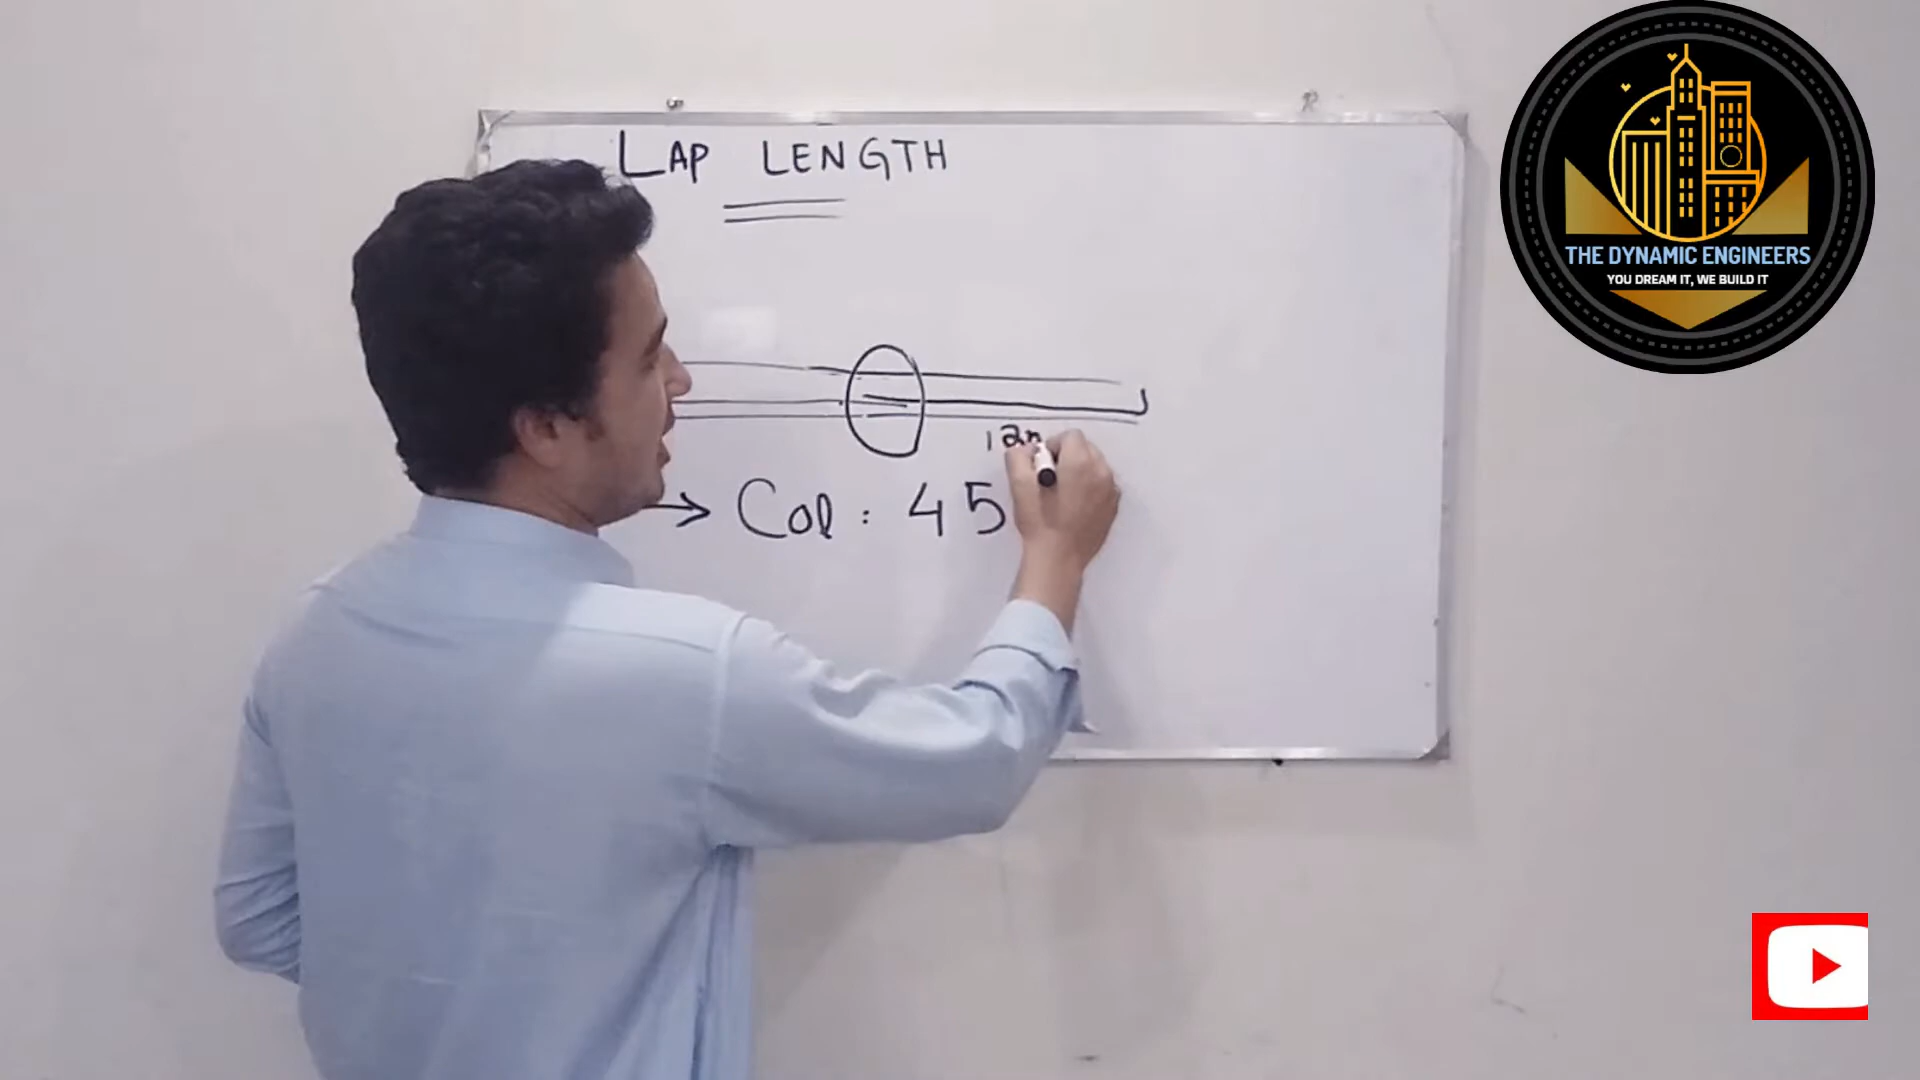 LAP LENGTH
THE DYNAMIC ENGINEERS
YOU DREAM IT, WE BUILD IT
Col : 45